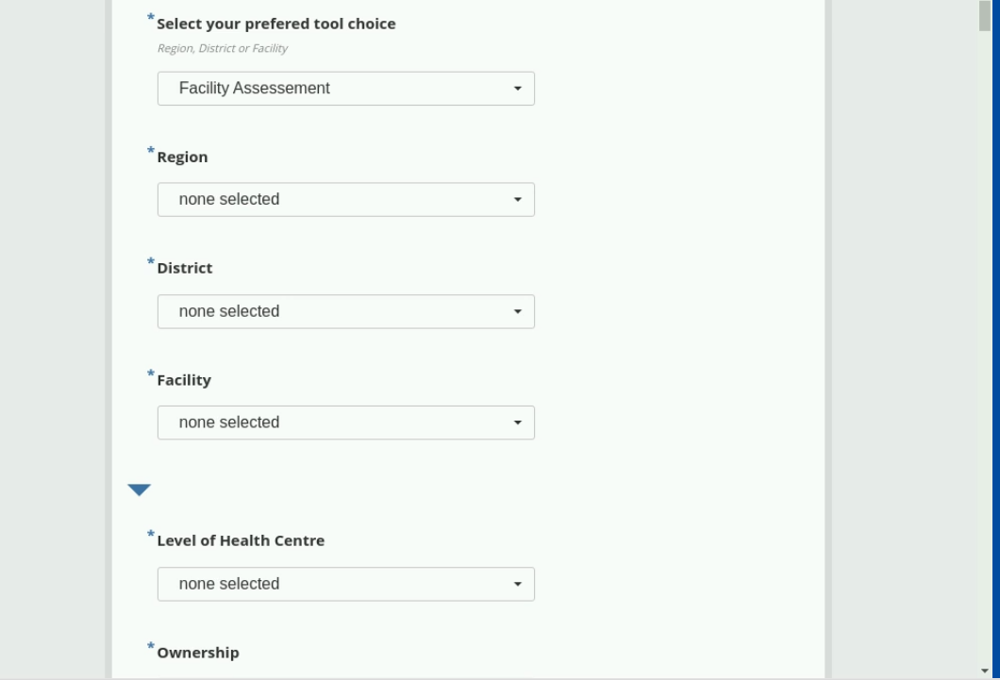 * Select your prefered tool choice
Region, District or Facility
Facility Assessement
* Region
none selected
* District
none selected
* Facility
none selected
* Level of Health Centre
none selected
* Ownership